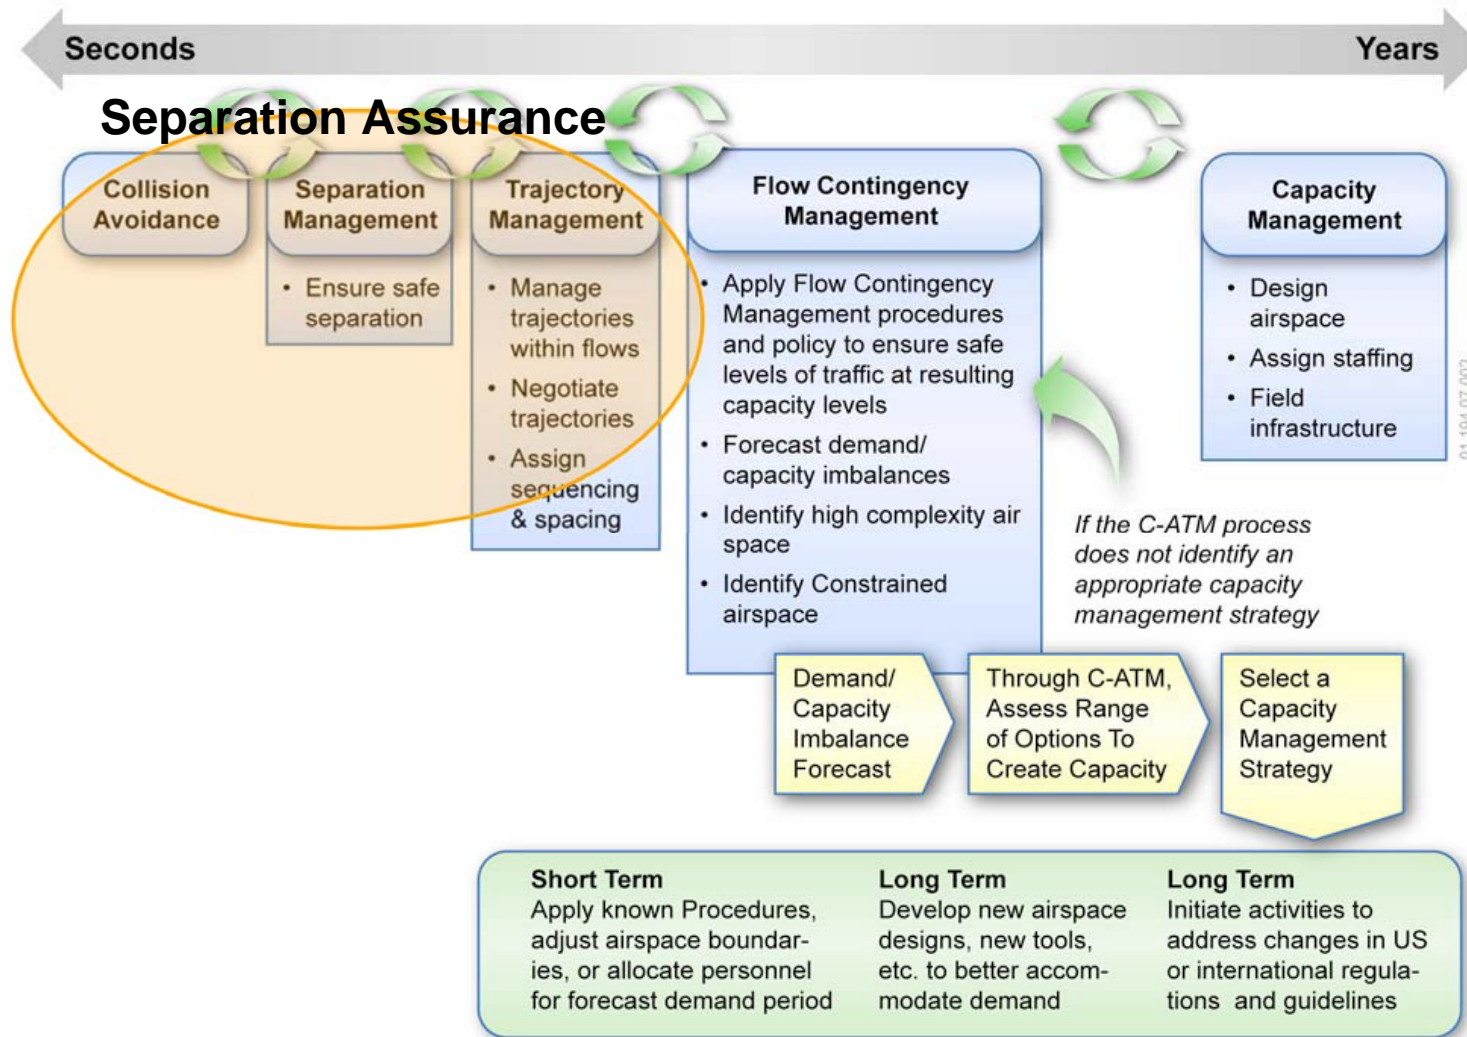 Seconds
Years
Separation Assurance
Collision
Avoidance
Separation
Management
• Ensure safe
separation
Trajectory
Management
• Manage
trajectories
within flows
• Negotiate
trajectories
• Assign
sequencing
& spacing
Flow Contingency
Management
• Apply Flow Contingency
Management procedures
and policy to ensure safe
levels of traffic at resulting
capacity levels
• Forecast demand/
capacity imbalances
• Identify high complexity air
space
• Identify Constrained
airspace
Capacity
Management
• Design
airspace
• Assign staffing
• Field
infrastructure
If the C-ATM process
does not identify an
appropriate capacity
management strategy
Demand/
Capacity
Imbalance
Forecast
Through C-ATM,
Assess Range
of Options To
Create Capacity
Select a
Capacity
Management
Strategy
Short Term
Apply known Procedures,
adjust airspace boundar-
ies, or allocate personnel
for forecast demand period
Long Term
Develop new airspace
designs, new tools,
etc. to better accom-
modate demand
Long Term
Initiate activities to
address changes in US
or international regula-
tions and guidelines